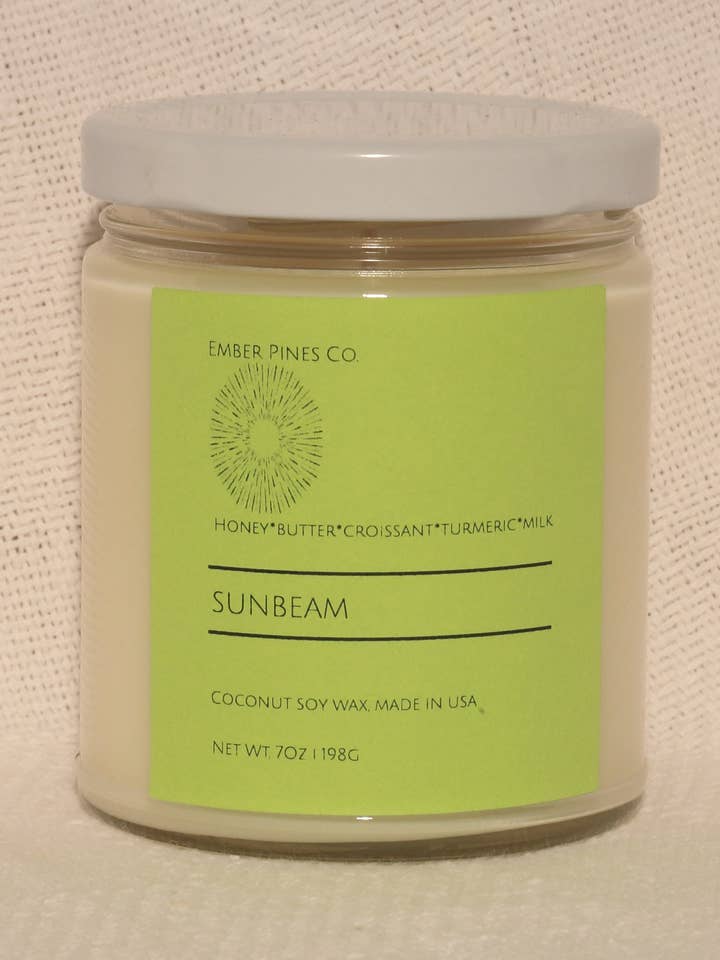 EMBER PINES CO.
HONEY*BUTTER*CROiSSANT*TURMERIC*MILK
SUNBEAM
COCONUT SOY WAX, MADE IN USA
NET WT, 7OZ | 198G